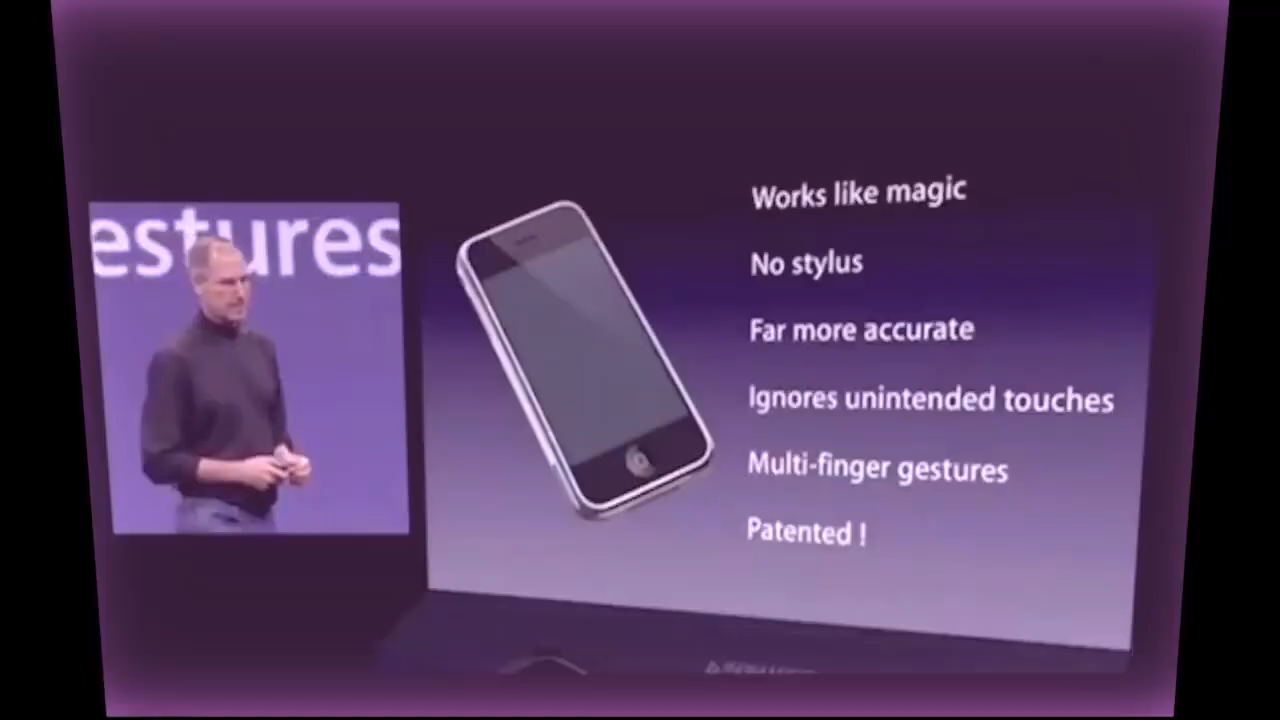 estures
Works like magic
No stylus
Far more accurate
Ignores unintended touches
Multi-finger gestures
Patented !